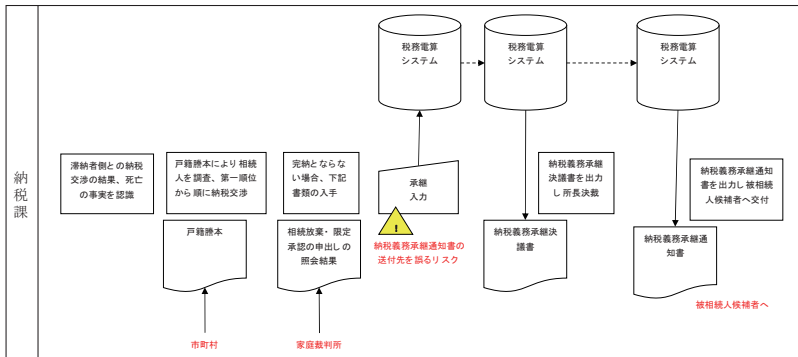 納税課
税務電算
システム
税務電算
システム
税務電算
システム
滞納者側との納税
交渉の結果、死亡
の事実を認識
戸籍謄本により相続
人を調査、第一順位
から順に納税交渉
完納とならな
い場合、下記
書類の入手
承継
入力
納税義務承継
決議書を出力
し所長決裁
納税義務承継通知
書を出力し被相続
人候補者へ交付
戸籍謄本
相続放棄・限定
承認の申出しの
照会結果
!
納税義務承継通知書の
送付先を誤るリスク
納税義務承継決
議書
納税義務承継通
知書
被相続人候補者へ
市町村
家庭裁判所